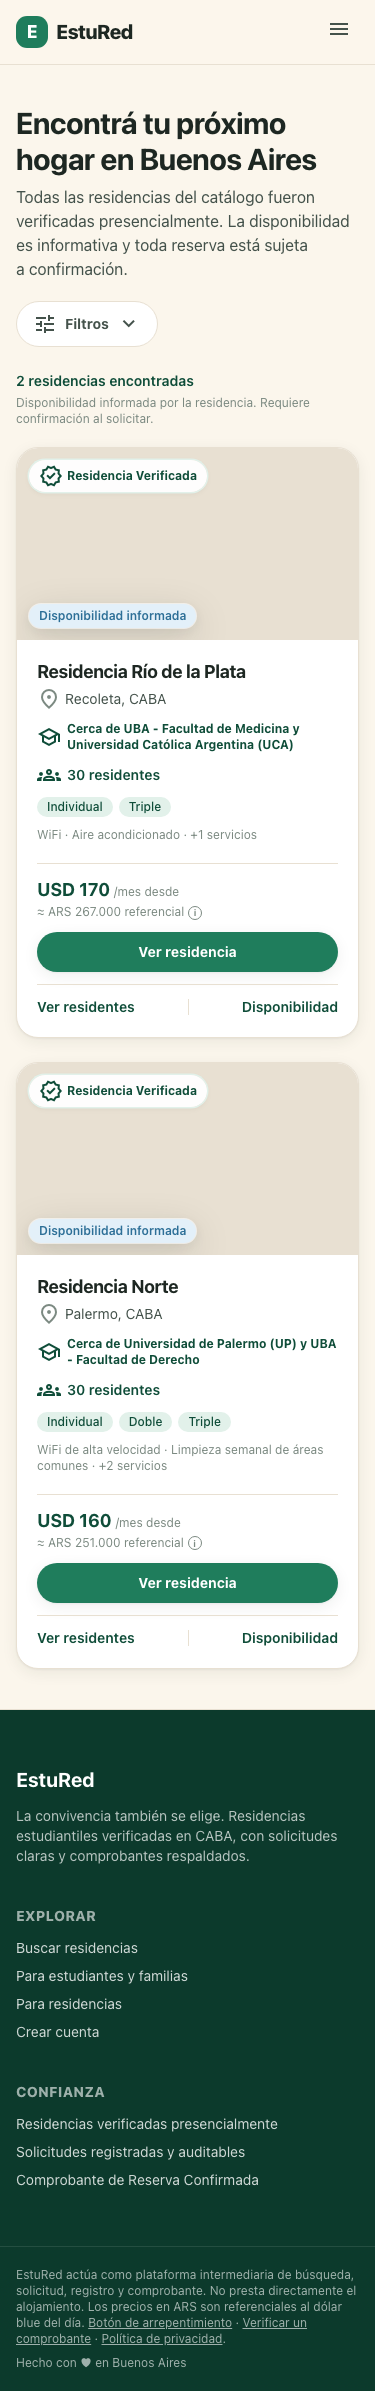 E EstuRed
Encontrá tu próximo
hogar en Buenos Aires
Todas las residencias del catálogo fueron
verificadas presencialmente. La disponibilidad
es informativa y toda reserva está sujeta
a confirmación.
Filtros
2 residencias encontradas
Disponibilidad informada por la residencia. Requiere
confirmación al solicitar.
Residencia Verificada
Disponibilidad informada
Residencia Río de la Plata
Recoleta, CABA
Cerca de UBA - Facultad de Medicina y
Universidad Católica Argentina (UCA)
30 residentes
Individual Triple
WiFi · Aire acondicionado · +1 servicios
USD 170 /mes desde
≈ ARS 267.000 referencial
Ver residencia
Ver residentes Disponibilidad
Residencia Verificada
Disponibilidad informada
Residencia Norte
Palermo, CABA
Cerca de Universidad de Palermo (UP) y UBA
- Facultad de Derecho
30 residentes
Individual Doble Triple
WiFi de alta velocidad · Limpieza semanal de áreas
comunes · +2 servicios
USD 160 /mes desde
≈ ARS 251.000 referencial
Ver residencia
Ver residentes Disponibilidad
EstuRed
La convivencia también se elige. Residencias
estudiantiles verificadas en CABA, con solicitudes
claras y comprobantes respaldados.
EXPLORAR
Buscar residencias
Para estudiantes y familias
Para residencias
Crear cuenta
CONFIANZA
Residencias verificadas presencialmente
Solicitudes registradas y auditables
Comprobante de Reserva Confirmada
EstuRed actúa como plataforma intermediaria de búsqueda,
solicitud, registro y comprobante. No presta directamente el
alojamiento. Los precios en ARS son referenciales al dólar
blue del día. Botón de arrepentimiento · Verificar un
comprobante · Política de privacidad.
Hecho con ♥ en Buenos Aires